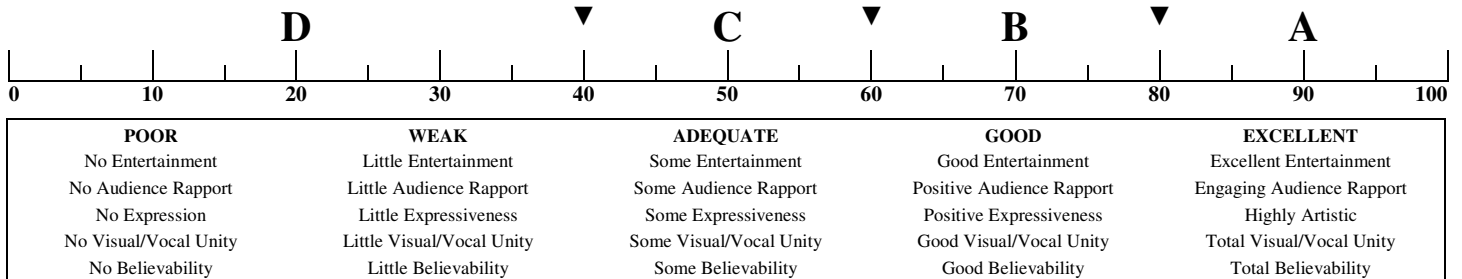 D C B A
0 10 20 30 40 50 60 70 80 90 100
POOR WEAK ADEQUATE GOOD EXCELLENT
No Entertainment Little Entertainment Some Entertainment Good Entertainment Excellent Entertainment
No Audience Rapport Little Audience Rapport Some Audience Rapport Positive Audience Rapport Engaging Audience Rapport
No Expression Little Expressiveness Some Expressiveness Positive Expressiveness Highly Artistic
No Visual/Vocal Unity Little Visual/Vocal Unity Some Visual/Vocal Unity Good Visual/Vocal Unity Total Visual/Vocal Unity
No Believability Little Believability Some Believability Good Believability Total Believability